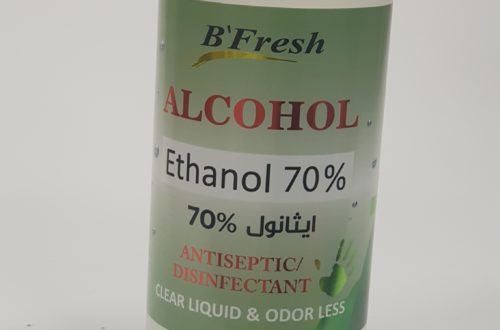 B'Fresh
ALCOHOL
Ethanol 70%
ايثانول 70%
ANTISEPTIC/
DISINFECTANT
CLEAR LIQUID & ODOR LESS